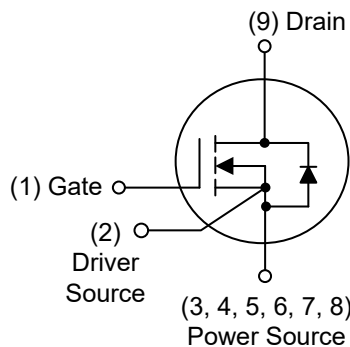 (9) Drain
(1) Gate
(2)
Driver
Source
(3, 4, 5, 6, 7, 8)
Power Source